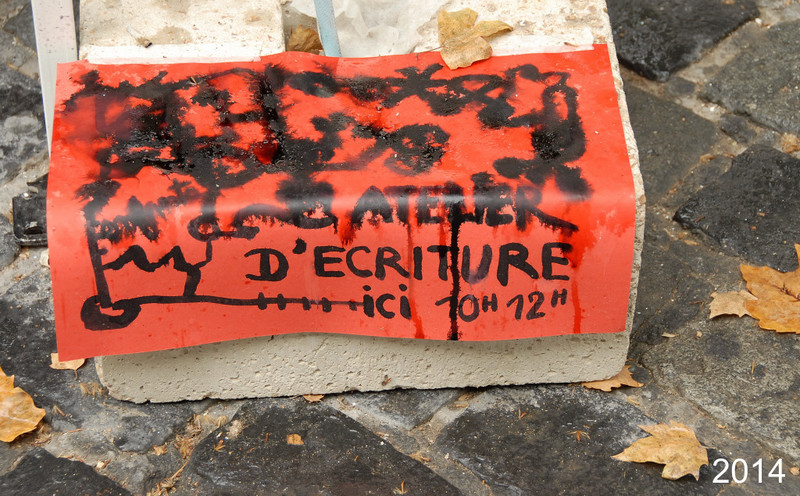 ATELIER
D'ECRITURE
ici 10H 12H
2014